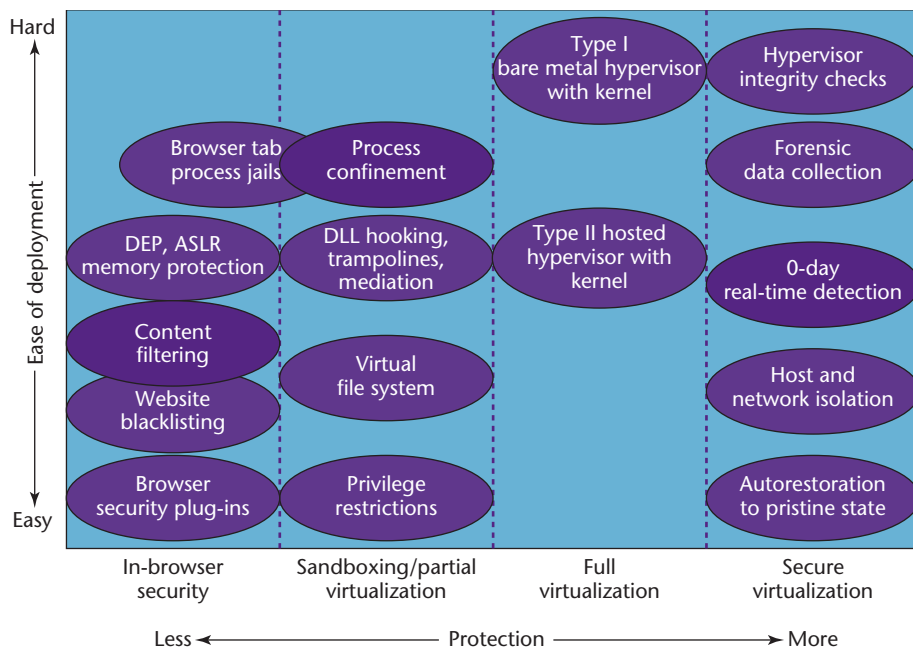 Hard
Type I
bare metal hypervisor
with kernel
Hypervisor
integrity checks
Browser tab
process jails
Process
confinement
Forensic
data collection
Ease of deployment
DEP, ASLR
memory protection
DLL hooking,
trampolines,
mediation
Type II hosted
hypervisor with
kernel
0-day
real-time detection
Content
filtering
Virtual
file system
Host and
network isolation
Website
blacklisting
Browser
security plug-ins
Privilege
restrictions
Autorestoration
to pristine state
Easy
In-browser
security
Sandboxing/partial
virtualization
Full
virtualization
Secure
virtualization
Less
Protection
More